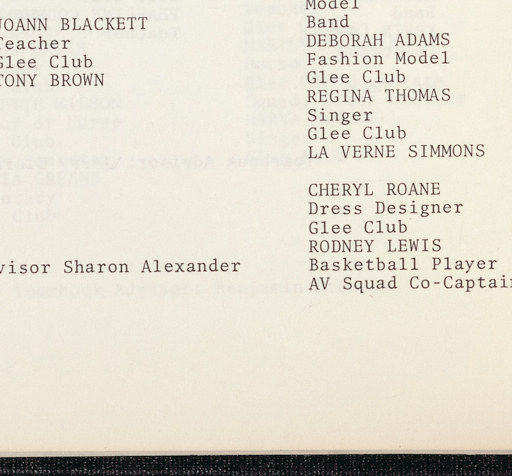 JOANN BLACKETT
Teacher
Glee Club
TONY BROWN
visor Sharon Alexander
Model
Band
DEBORAH ADAMS
Fashion Model
Glee Club
REGINA THOMAS
Singer
Glee Club
LA VERNE SIMMONS
CHERYL ROANE
Dress Designer
Glee Club
RODNEY LEWIS
Basketball Player
AV Squad Co-Captain